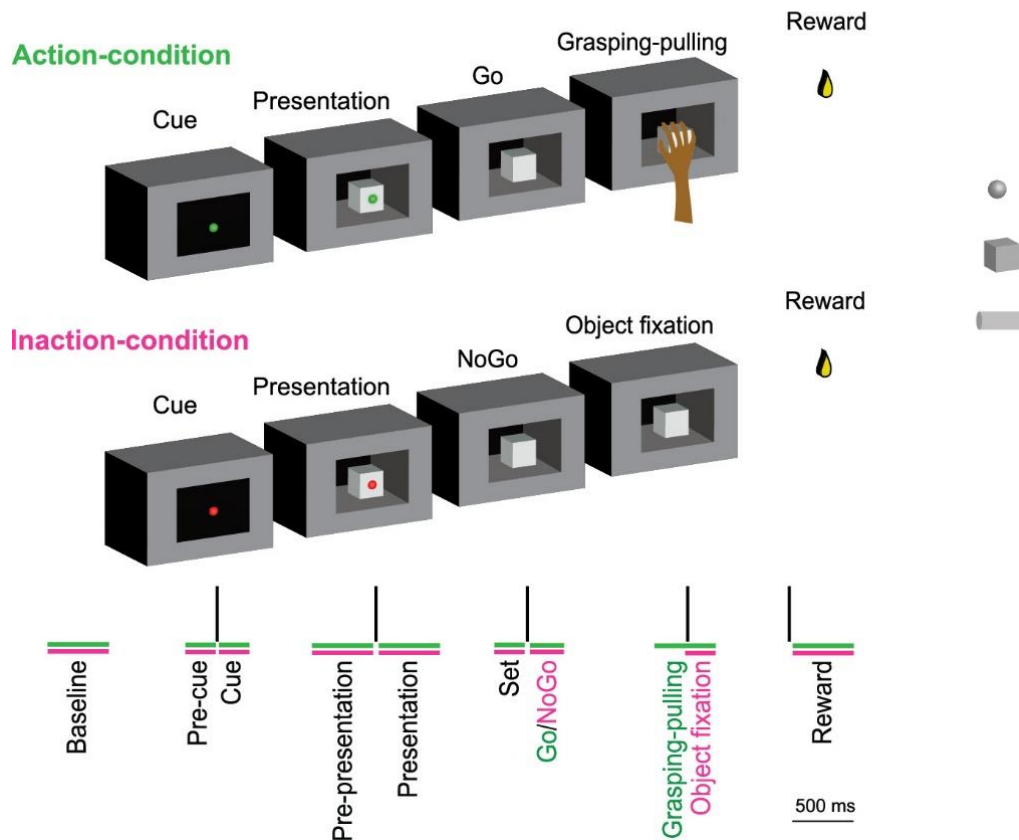 Reward
Grasping-pulling
Action-condition
Go
Presentation
Cue
Reward
Inaction-condition
Object fixation
NoGo
Presentation
Cue
Baseline
Pre-cue
Cue
Pre-presentation
Presentation
Set
Go/NoGo
Grasping-pulling
Object fixation
Reward
500 ms